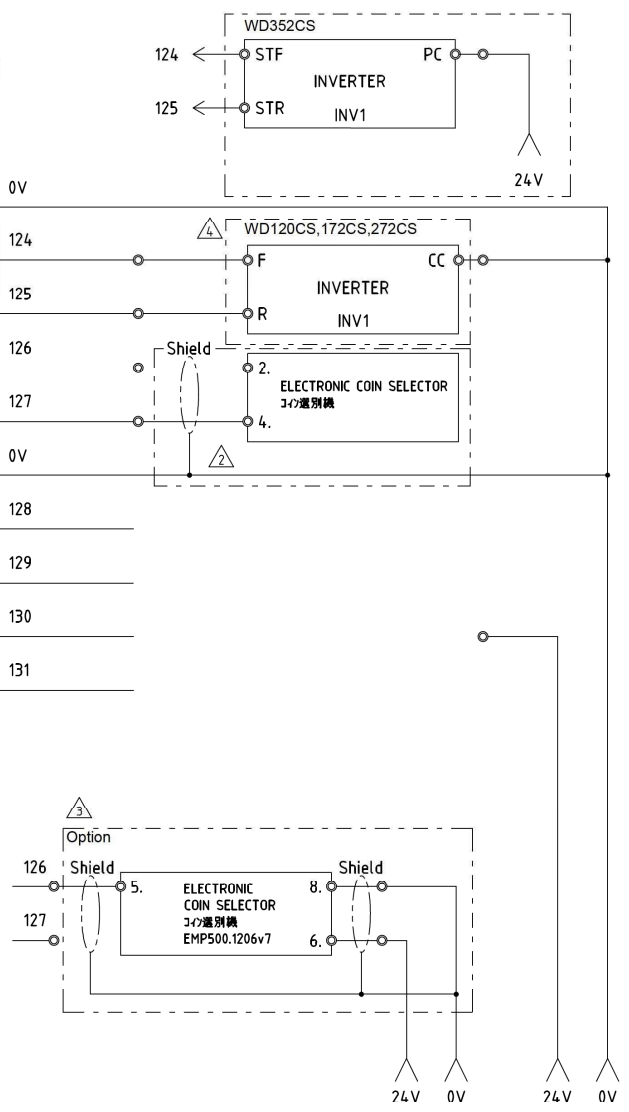 WD352CS
124
STF
PC
INVERTER
125
STR
INV1
24V
0V
124
4
WD120CS,172CS,272CS
F
CC
INVERTER
125
R
INV1
126
Shield
2.
ELECTRONIC COIN SELECTOR
コイン選別機
127
4.
0V
2
128
129
130
131
3
Option
126
Shield
Shield
5.
ELECTRONIC
8.
COIN SELECTOR
コイン選別機
127
EMP500.1206v7
6.
24V
0V
24V
0V